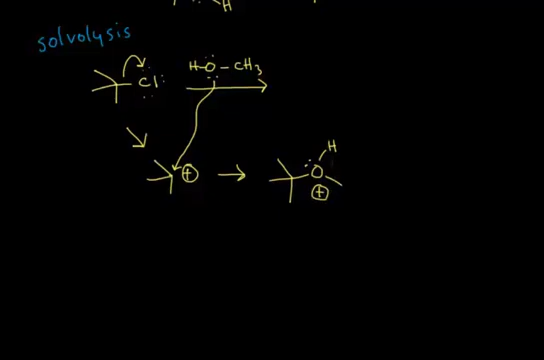 H
solvolysis
Cl H-O-CH3
⊕ H
O
⊕